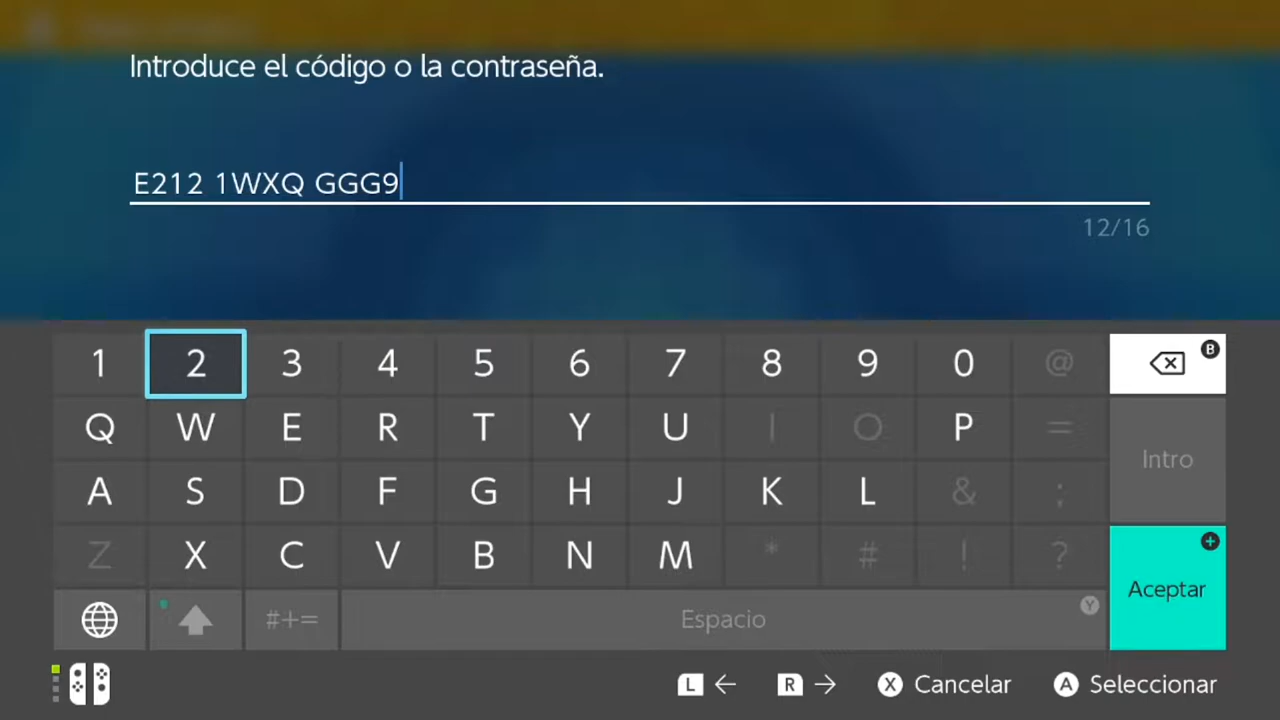 Introduce el código o la contraseña.
E212 1WXQ GGG9
12/16
1 2 3 4 5 6 7 8 9 0 @ B
Q W E R T Y U I O P =
Intro
A S D F G H J K L & ;
Z X C V B N M * # ! ? +
Aceptar
#+= Espacio Y
L ← R → X Cancelar A Seleccionar